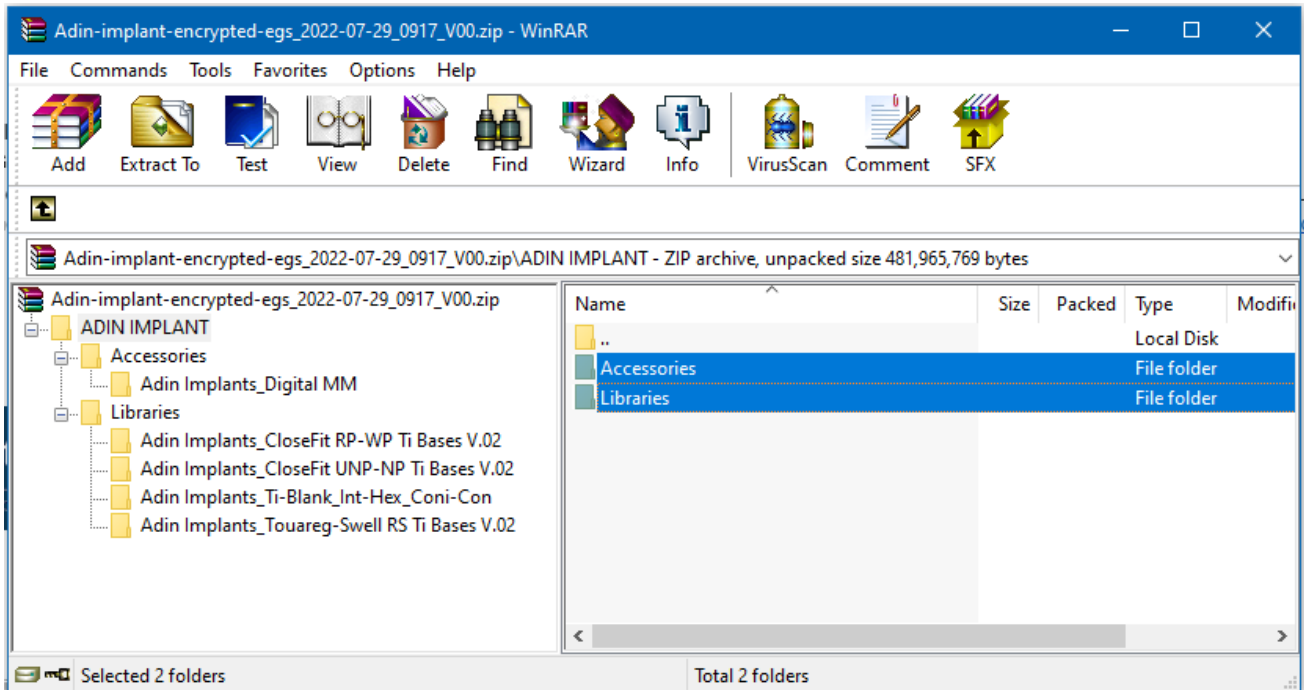 Adin-implant-encrypted-egs_2022-07-29_0917_V00.zip - WinRAR
File Commands Tools Favorites Options Help
Add Extract To Test View Delete Find Wizard Info VirusScan Comment SFX
Adin-implant-encrypted-egs_2022-07-29_0917_V00.zip\ADIN IMPLANT - ZIP archive, unpacked size 481,965,769 bytes
Adin-implant-encrypted-egs_2022-07-29_0917_V00.zip
ADIN IMPLANT
Accessories
Adin Implants_Digital MM
Libraries
Adin Implants_CloseFit RP-WP Ti Bases V.02
Adin Implants_CloseFit UNP-NP Ti Bases V.02
Adin Implants_Ti-Blank_Int-Hex_Coni-Con
Adin Implants_Touareg-Swell RS Ti Bases V.02
Name Size Packed Type Modifi
.. Local Disk
Accessories File folder
Libraries File folder
Selected 2 folders Total 2 folders